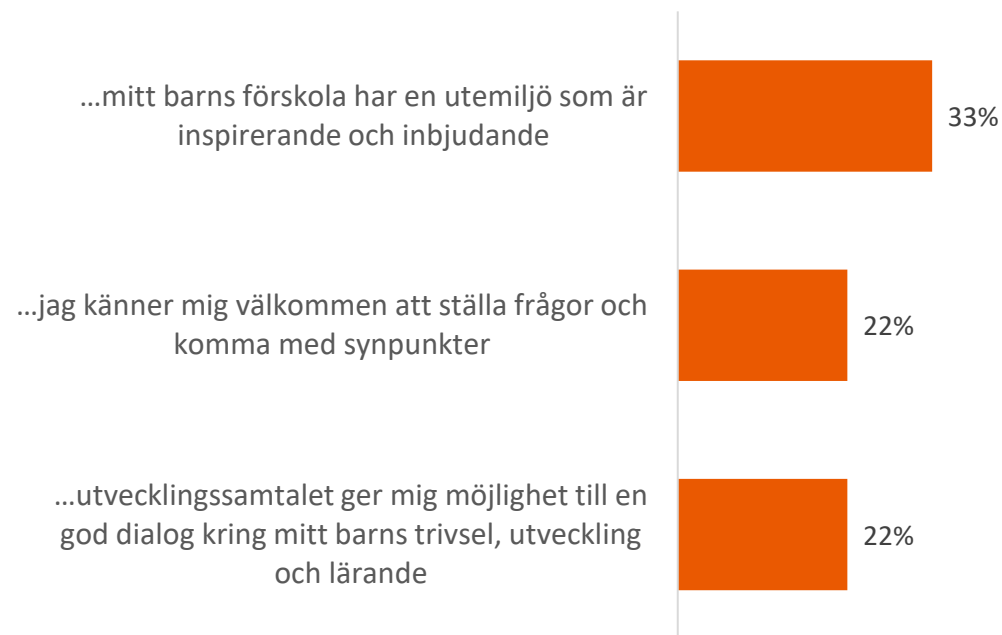 ...mitt barns förskola har en utemiljö som är
inspirerande och inbjudande
33%
...jag känner mig välkommen att ställa frågor och
komma med synpunkter
22%
...utvecklingssamtalet ger mig möjlighet till en
god dialog kring mitt barns trivsel, utveckling
och lärande
22%